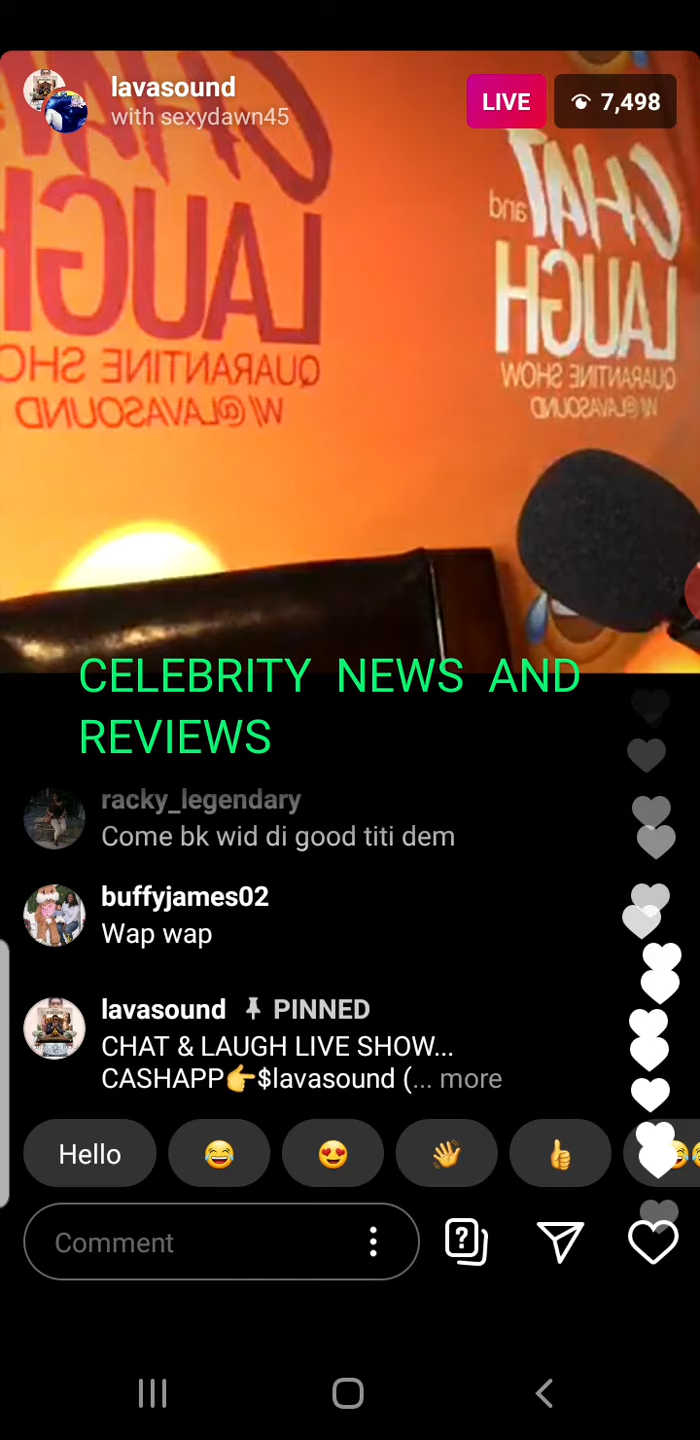 lavasound
with sexydawn45
LIVE
7,498
CHAT
LAUGH
QUARANTINE SHO
W/@LAVASOUND
CHAT
and
LAUGH
QUARANTINE SHOW
W/@LAVASOUND
CELEBRITY NEWS AND
REVIEWS
racky_legendary
Come bk wid di good titi dem
buffyjames02
Wap wap
lavasound PINNED
CHAT & LAUGH LIVE SHOW...
CASHAPP👉$lavasound (... more
Hello 😂 😍 👋 👍
Comment